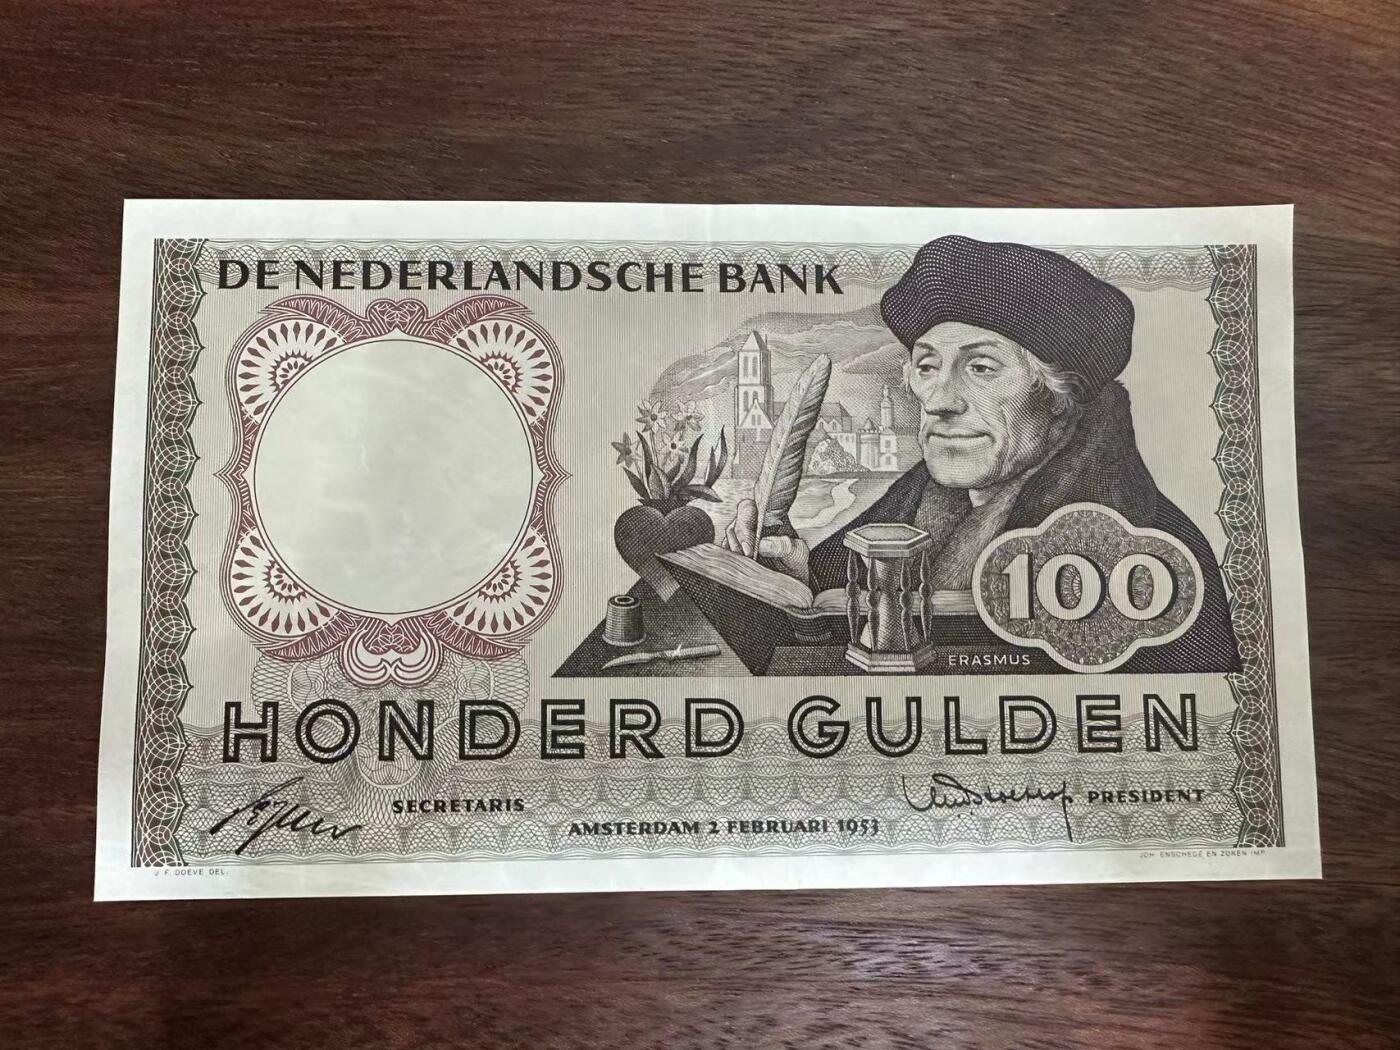 DE NEDERLANDSCHE BANK
100
ERASMUS
HONDERD GULDEN
SECRETARIS
PRESIDENT
AMSTERDAM 2 FEBRUARI 1953
J. F. DOEVE DEL.
JOH. ENSCHEDÉ EN ZONEN IMP.